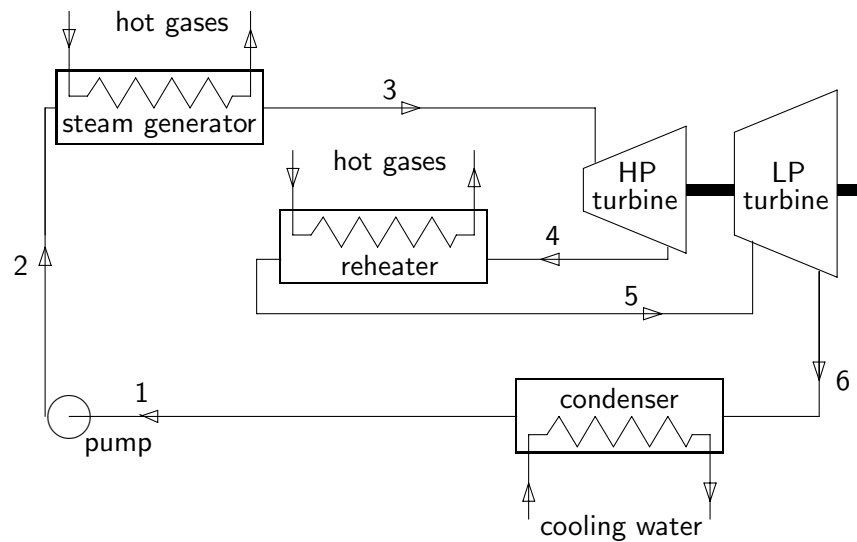 hot gases
steam generator
3
hot gases
reheater
HP
turbine
LP
turbine
4
5
2
1
pump
condenser
6
cooling water